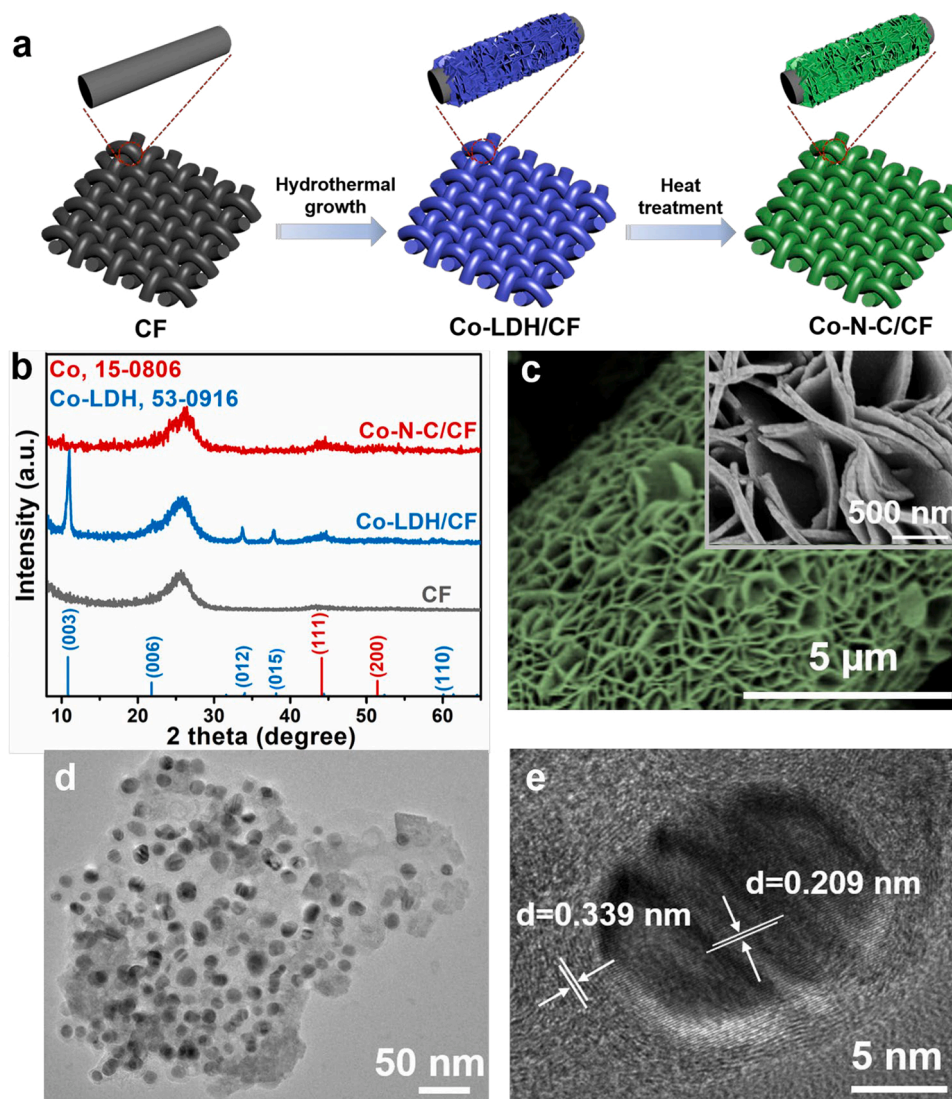 a
Hydrothermal
growth
Heat
treatment
CF
Co-LDH/CF
Co-N-C/CF
b
Co, 15-0806
Co-LDH, 53-0916
Co-N-C/CF
Co-LDH/CF
CF
Intensity (a.u.)
(003)
(006)
(012)
(015)
(111)
(200)
(110)
10 20 30 40 50 60
2 theta (degree)
c
500 nm
5 μm
d
50 nm
e
d=0.209 nm
d=0.339 nm
5 nm